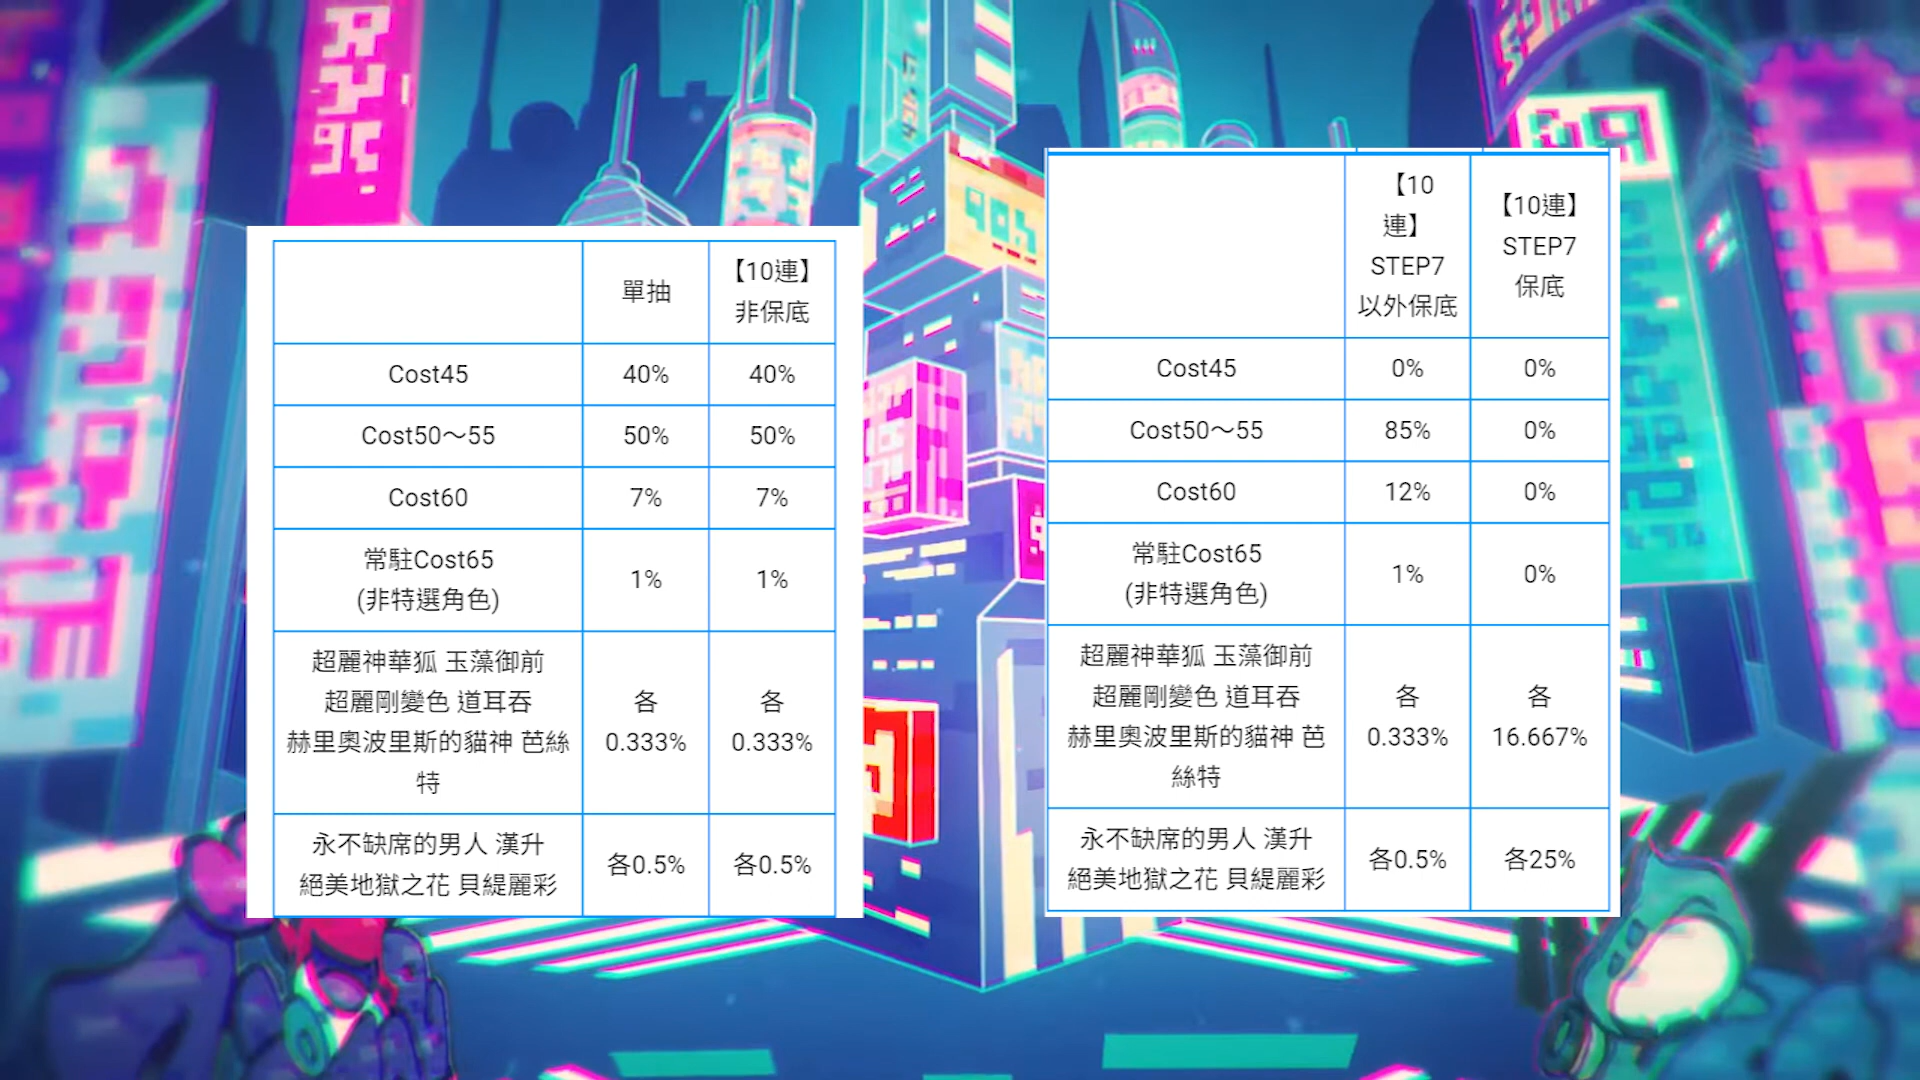 單抽
【10連】
非保底
Cost45
40%
40%
Cost50～55
50%
50%
Cost60
7%
7%
常駐Cost65
(非特選角色)
1%
1%
超麗神華狐 玉藻御前
超麗剛變色 道耳吞
赫里奧波里斯的貓神 芭絲
特
各
0.333%
各
0.333%
永不缺席的男人 漢升
絕美地獄之花 貝緹麗彩
各0.5%
各0.5%
【10
連】
STEP7
以外保底
【10連】
STEP7
保底
Cost45
0%
0%
Cost50～55
85%
0%
Cost60
12%
0%
常駐Cost65
(非特選角色)
1%
0%
超麗神華狐 玉藻御前
超麗剛變色 道耳吞
赫里奧波里斯的貓神 芭
絲特
各
0.333%
各
16.667%
永不缺席的男人 漢升
絕美地獄之花 貝緹麗彩
各0.5%
各25%